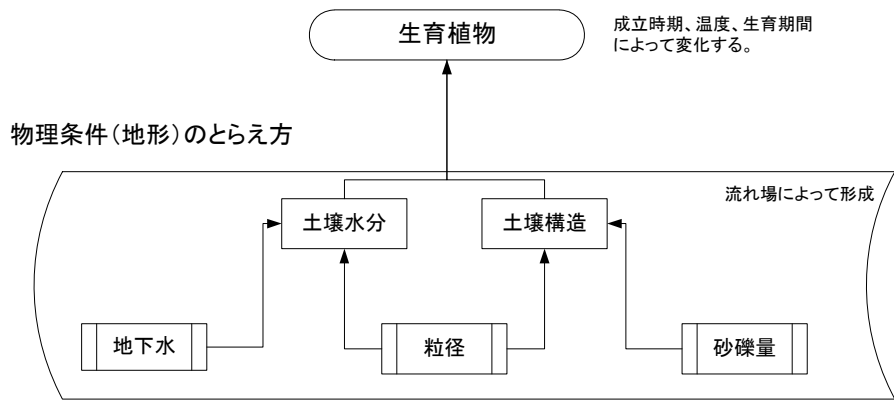 生育植物
成立時期、温度、生育期間
によって変化する。
物理条件(地形)のとらえ方
流れ場によって形成
土壌水分
土壌構造
地下水
粒径
砂礫量